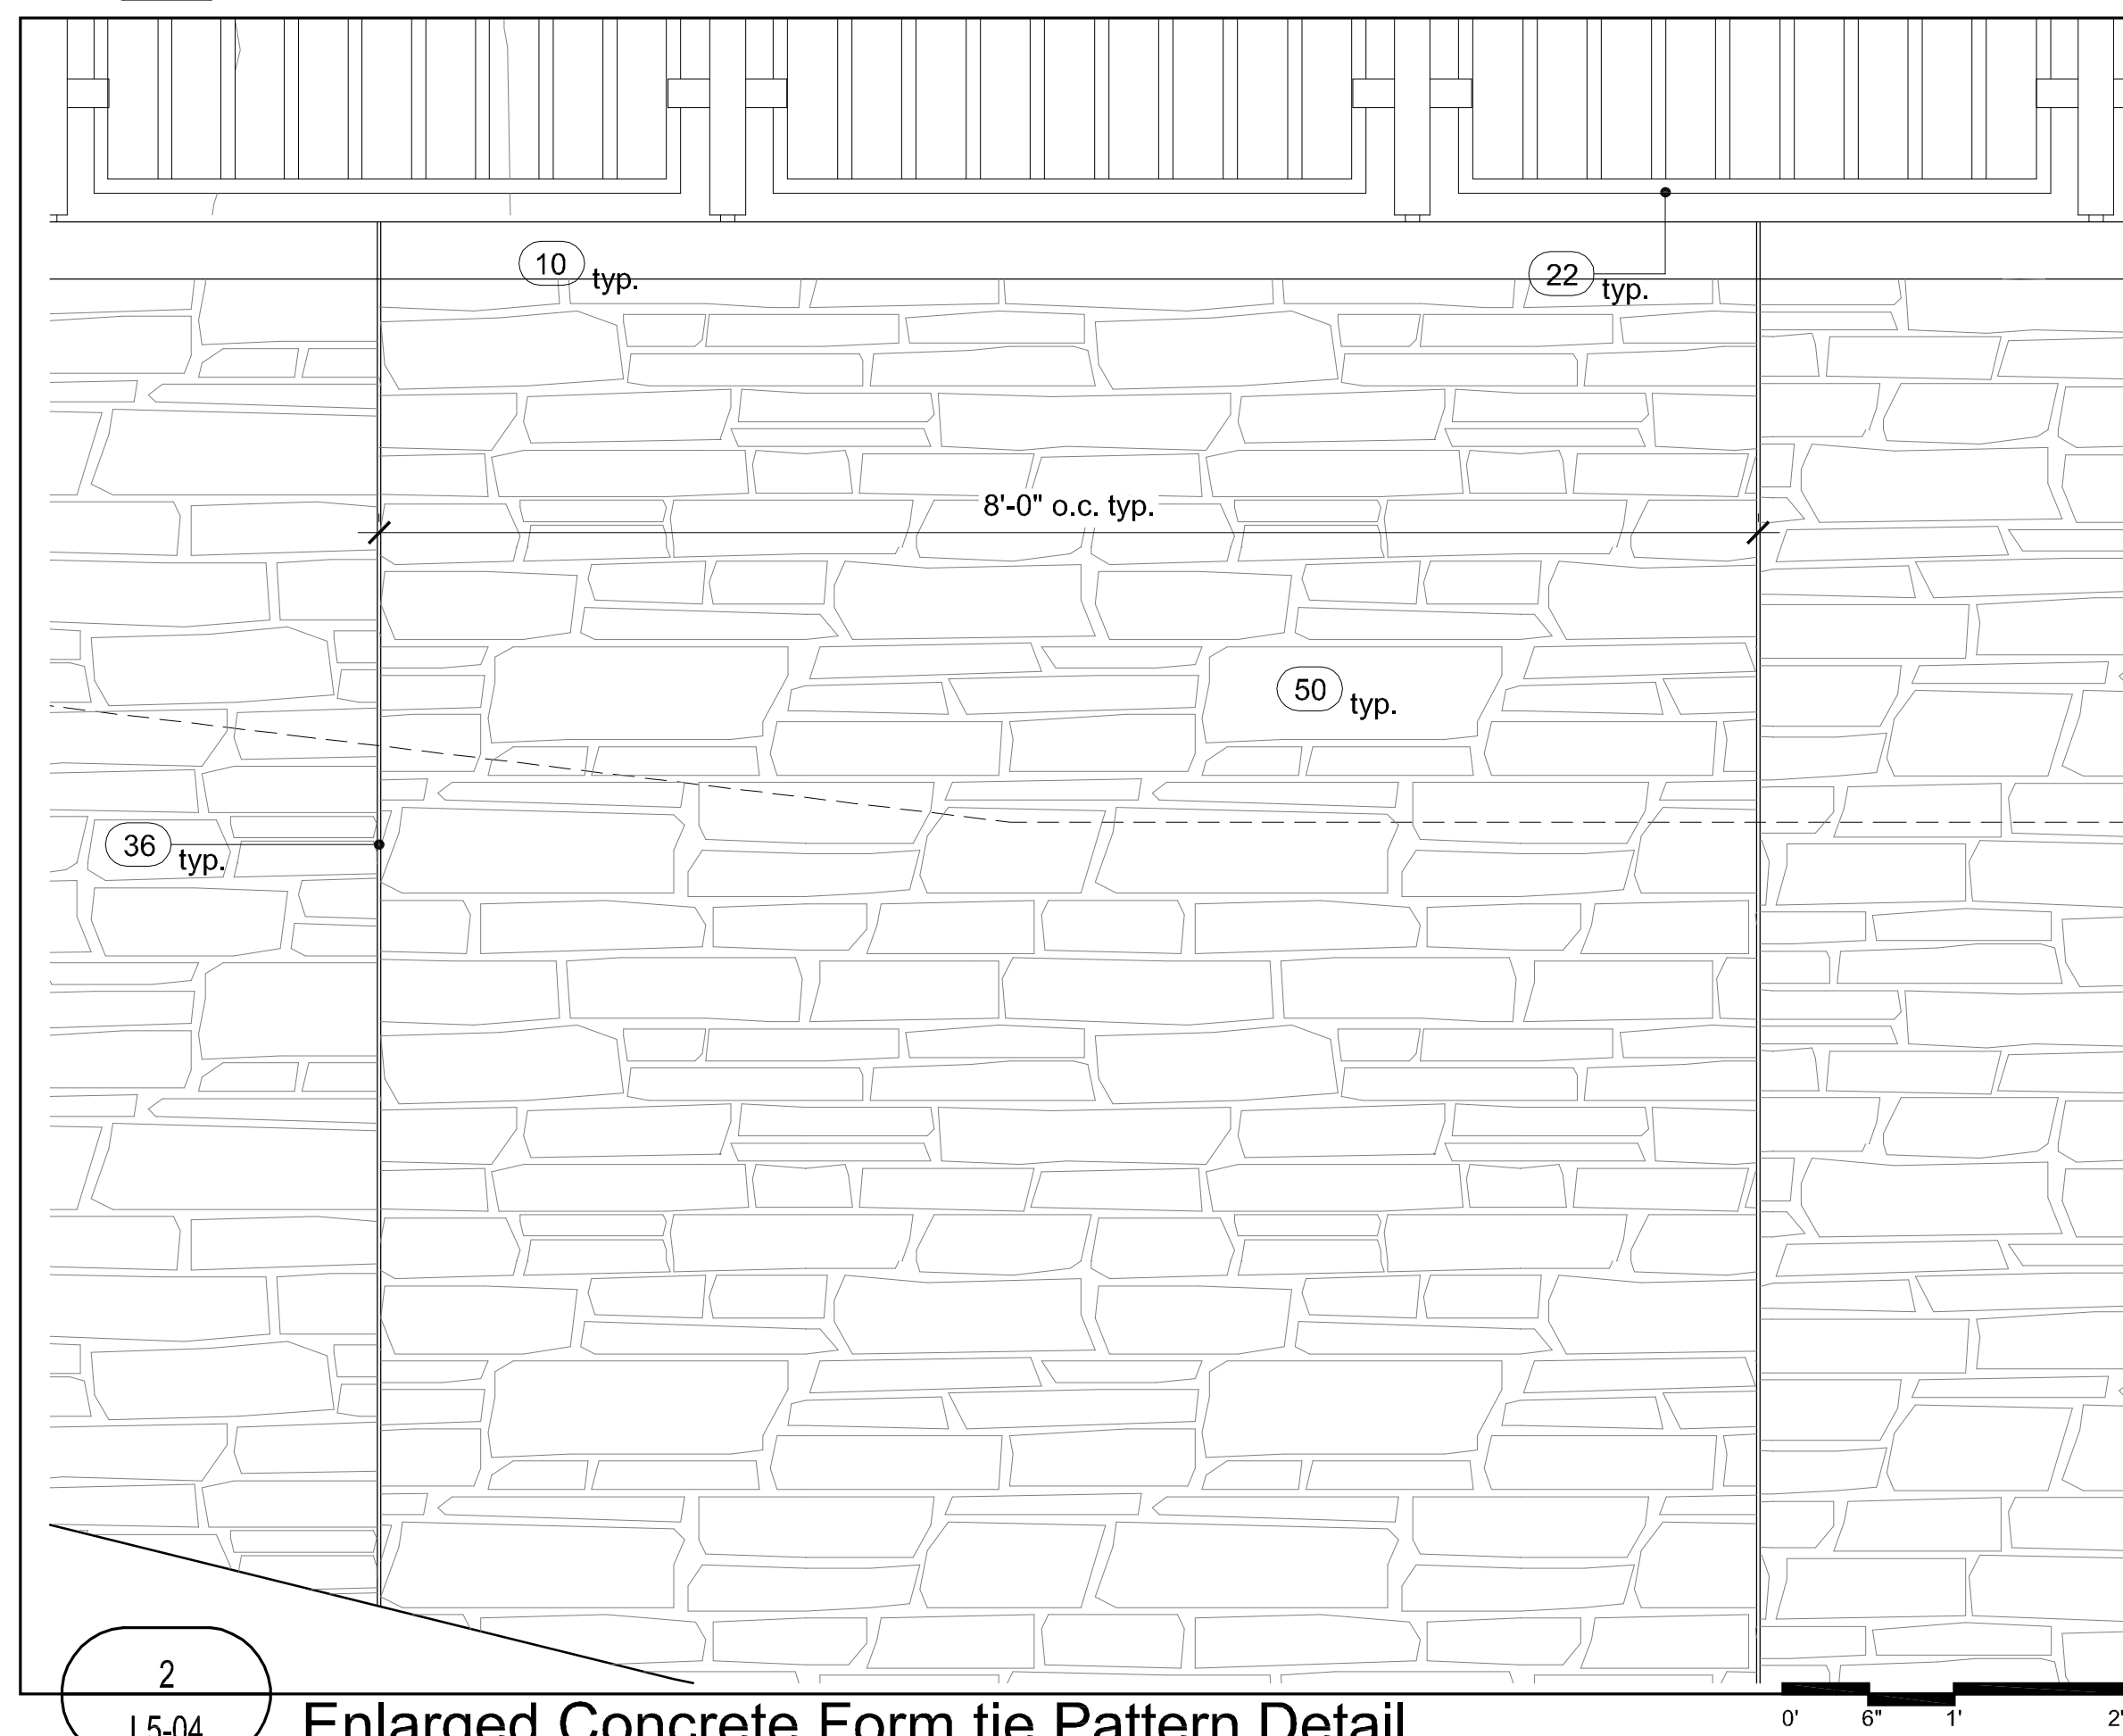 10 typ.
22 typ.
8'-0" o.c. typ.
50 typ.
36 typ.
2
L5-04
Enlarged Concrete Form tie Pattern Detail
0' 6" 1' 2'